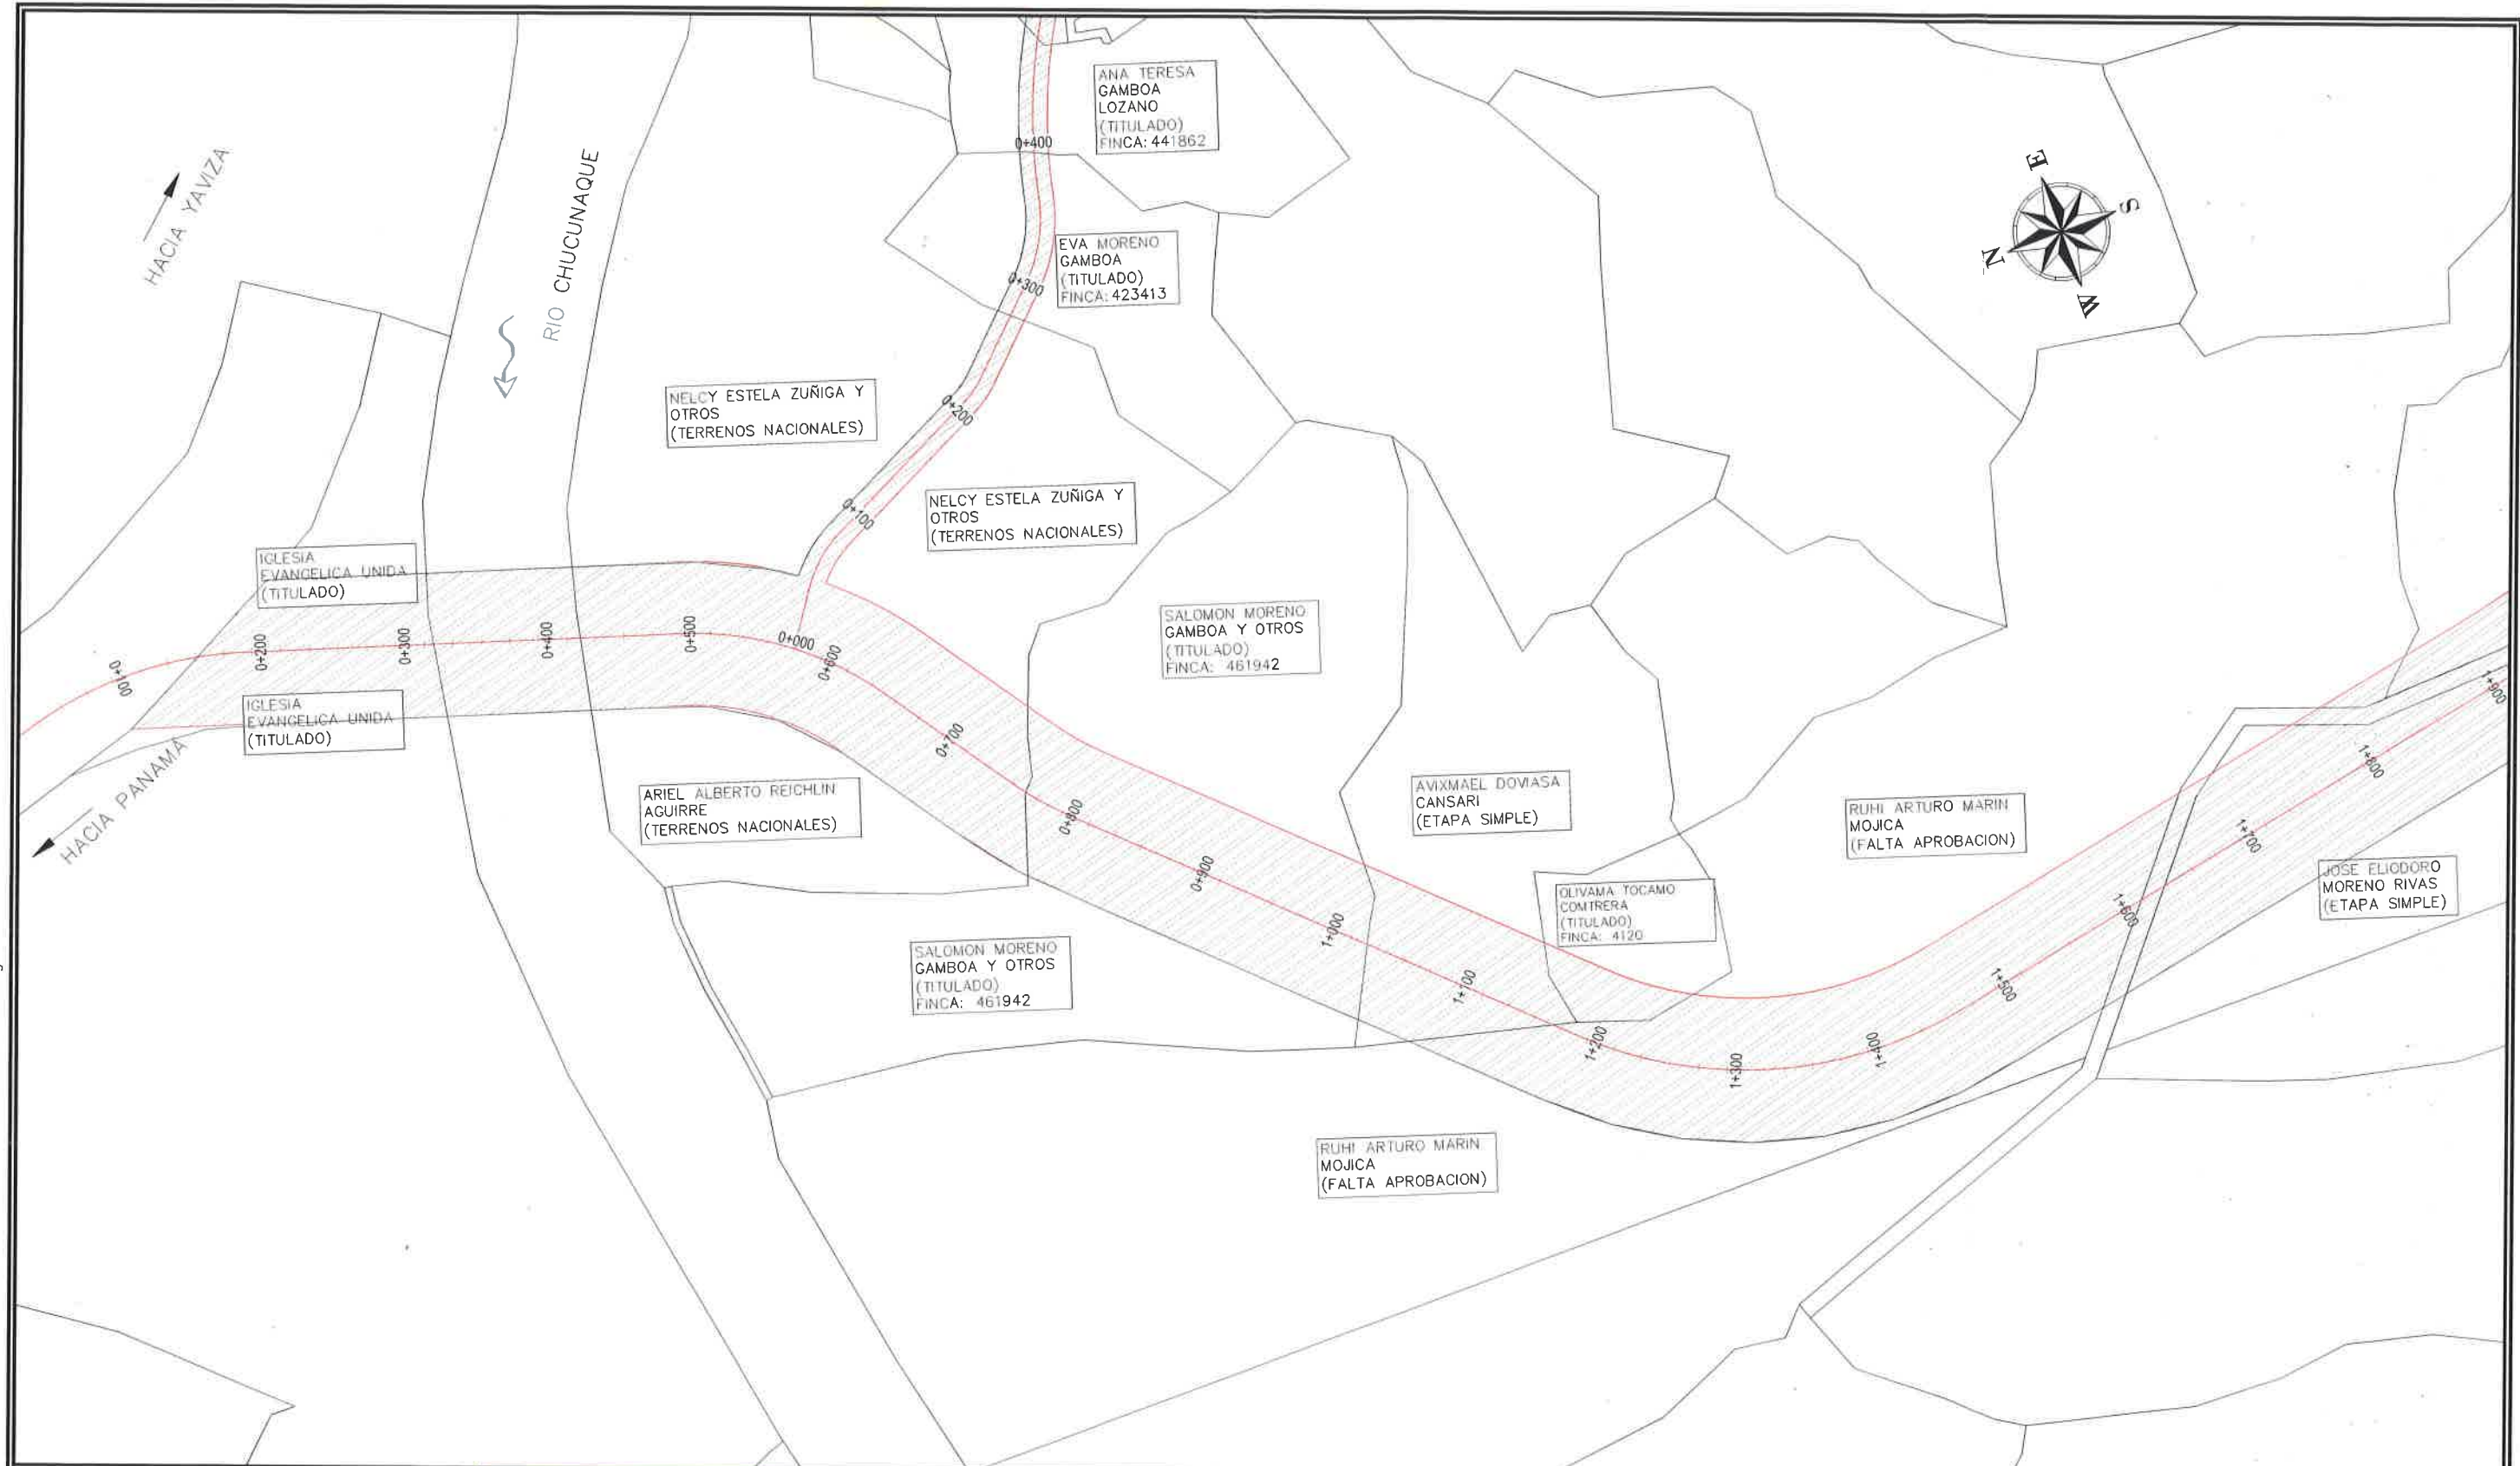 ANA TERESA
GAMBOA
LOZANO
(TITULADO)
FINCA: 441862
0+400
E
S
N
W
HACIA YAVIZA
RIO CHUCUNAQUE
EVA MORENO
GAMBOA
(TITULADO)
FINCA: 423413
0+300
NELCY ESTELA ZUÑIGA Y
OTROS
(TERRENOS NACIONALES)
0+200
NELCY ESTELA ZUÑIGA Y
OTROS
(TERRENOS NACIONALES)
0+100
IGLESIA
EVANGELICA UNIDA
(TITULADO)
SALOMON MORENO
GAMBOA Y OTROS
(TITULADO)
FINCA: 461942
0+100
0+200
0+300
0+400
0+500
0+000
0+600
IGLESIA
EVANGELICA UNIDA
(TITULADO)
HACIA PANAMA
0+700
0+800
0+900
1+000
1+100
1+200
1+300
1+400
1+500
1+600
1+700
1+800
1+900
ARIEL ALBERTO REICHLIN
AGUIRRE
(TERRENOS NACIONALES)
AVIXMAEL DOVIASA
CANSARI
(ETAPA SIMPLE)
RUHI ARTURO MARIN
MOJICA
(FALTA APROBACION)
JOSE ELIODORO
MORENO RIVAS
(ETAPA SIMPLE)
OLIVAMA TOCAMO
COMTRERA
(TITULADO)
FINCA: 4120
SALOMON MORENO
GAMBOA Y OTROS
(TITULADO)
FINCA: 461942
RUHI ARTURO MARIN
MOJICA
(FALTA APROBACION)